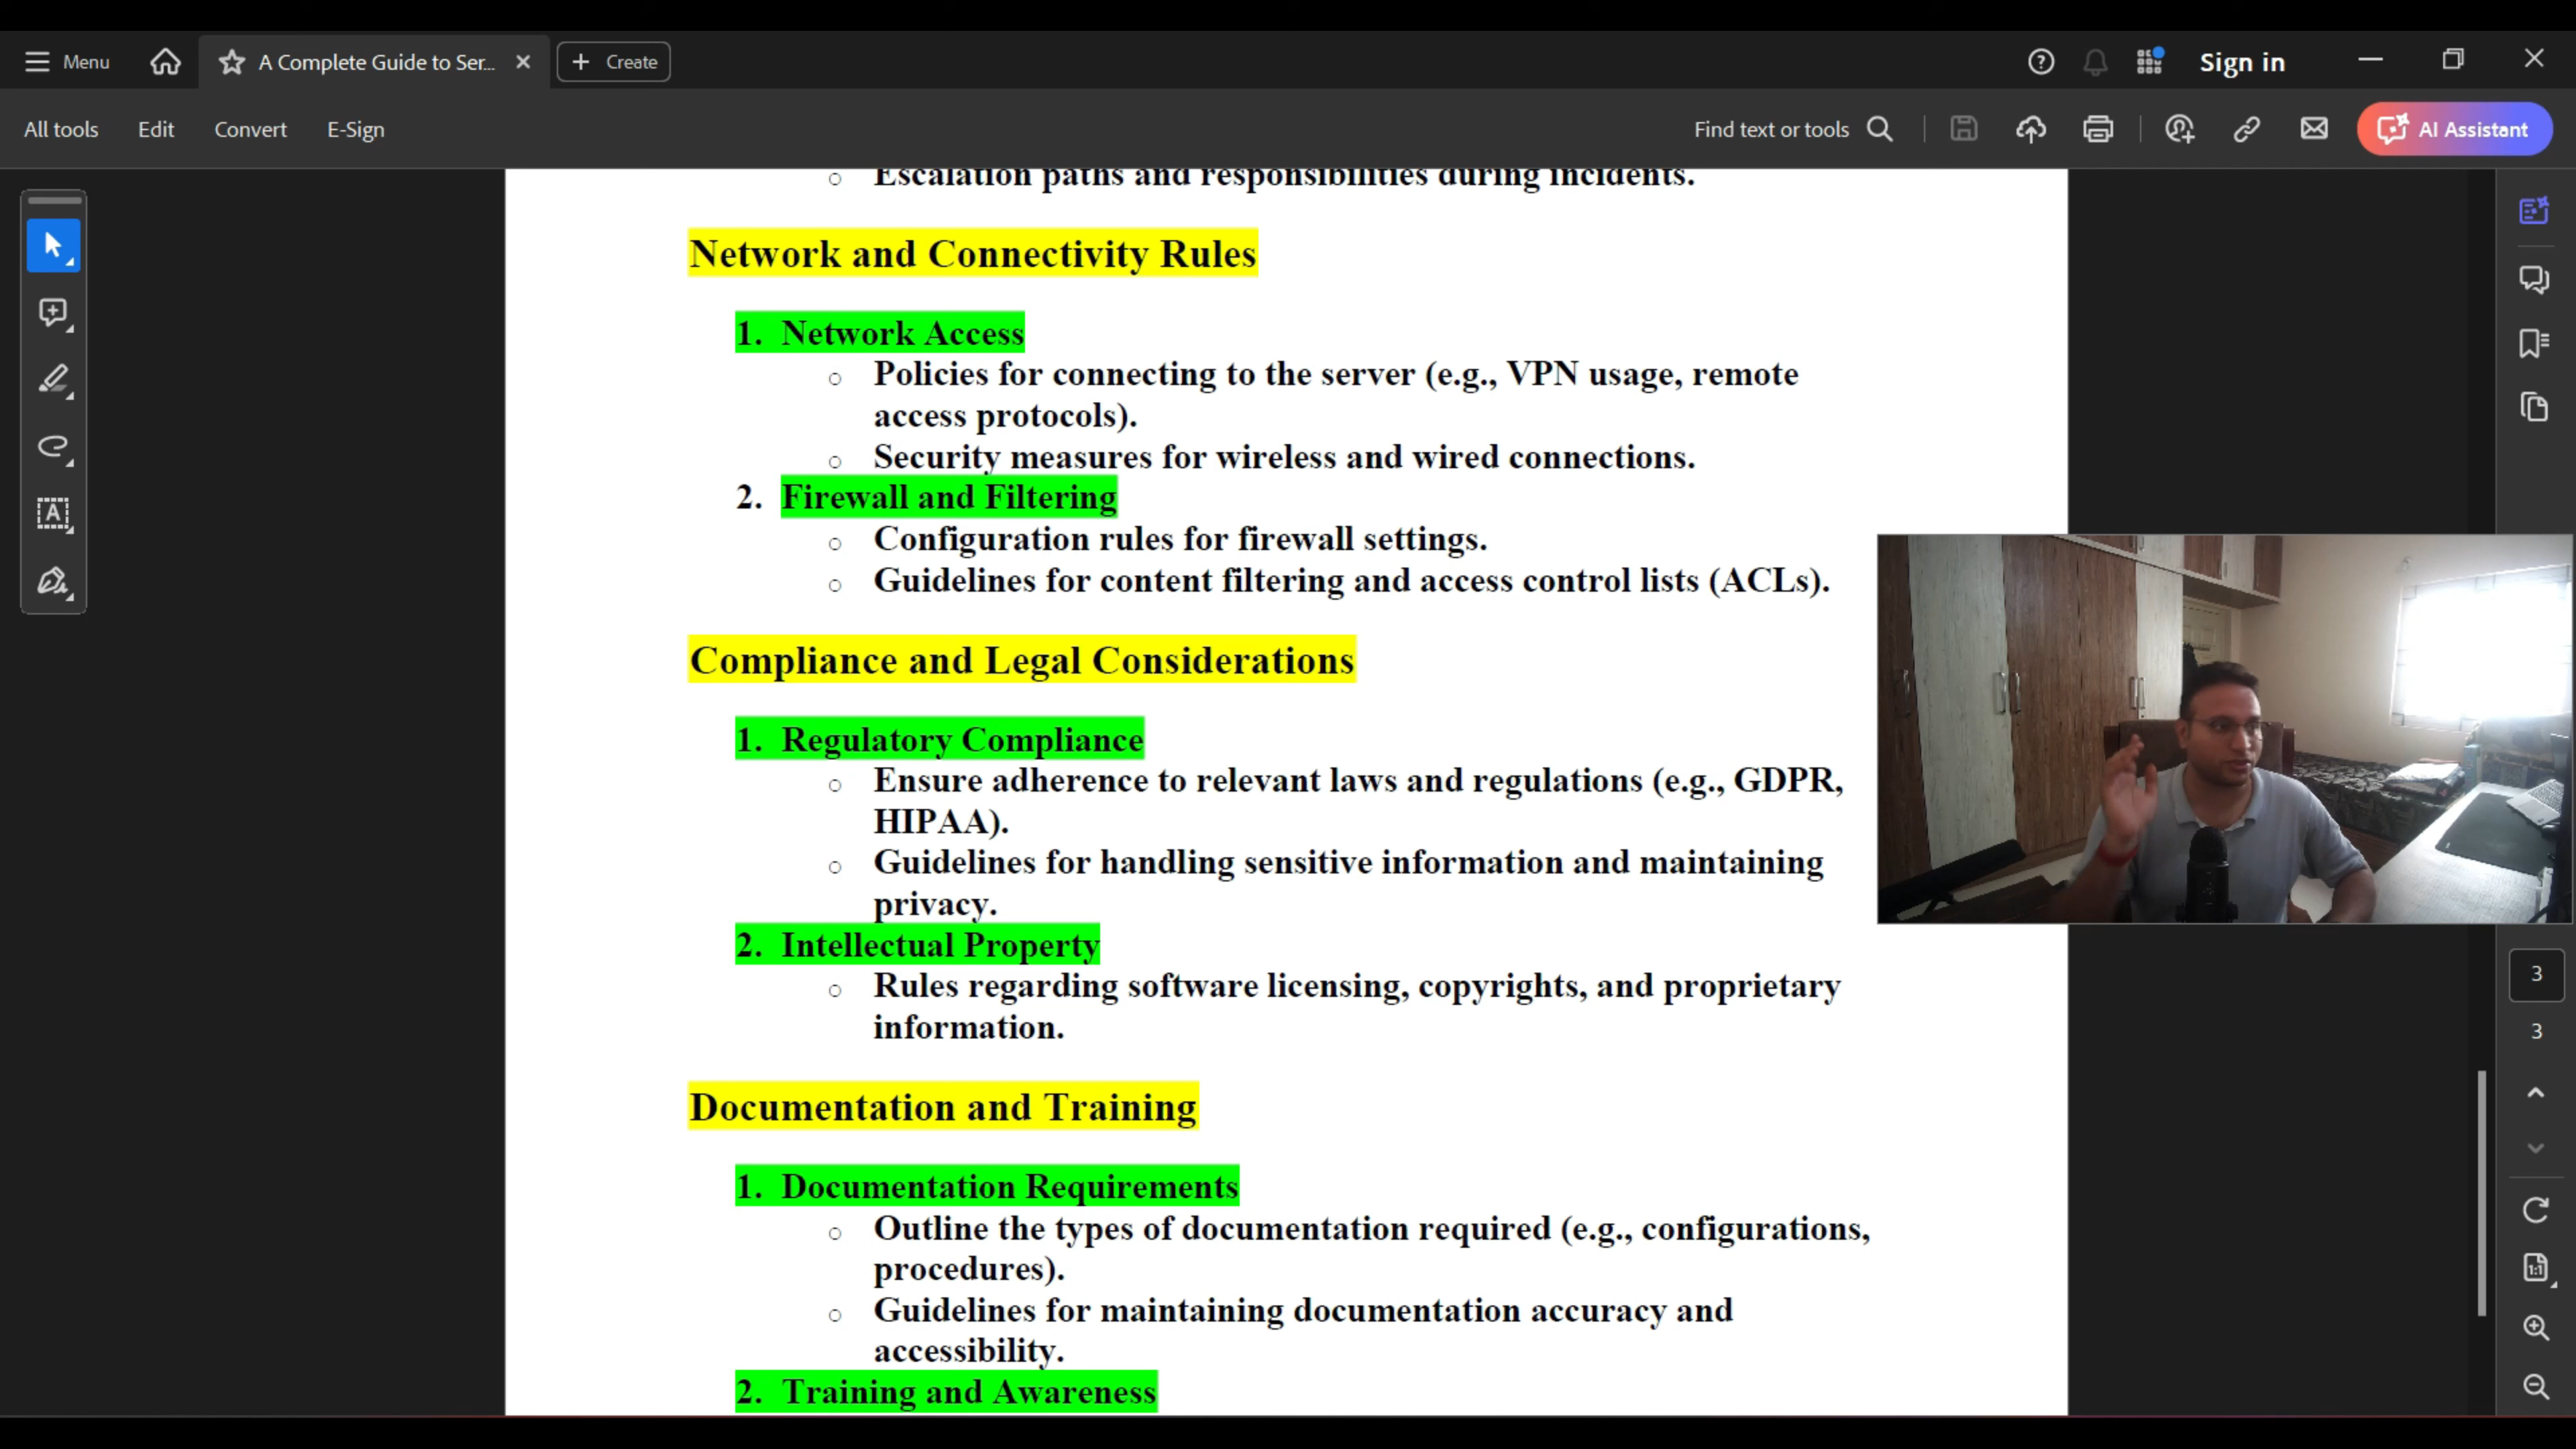 Menu
A Complete Guide to Ser...
Create
Sign in
All tools
Edit
Convert
E-Sign
Find text or tools
AI Assistant
Escalation paths and responsibilities during incidents.
Network and Connectivity Rules
1. Network Access
Policies for connecting to the server (e.g., VPN usage, remote
access protocols).
Security measures for wireless and wired connections.
2. Firewall and Filtering
Configuration rules for firewall settings.
Guidelines for content filtering and access control lists (ACLs).
Compliance and Legal Considerations
1. Regulatory Compliance
Ensure adherence to relevant laws and regulations (e.g., GDPR,
HIPAA).
Guidelines for handling sensitive information and maintaining
privacy.
2. Intellectual Property
Rules regarding software licensing, copyrights, and proprietary
information.
Documentation and Training
1. Documentation Requirements
Outline the types of documentation required (e.g., configurations,
procedures).
Guidelines for maintaining documentation accuracy and
accessibility.
2. Training and Awareness
3
3